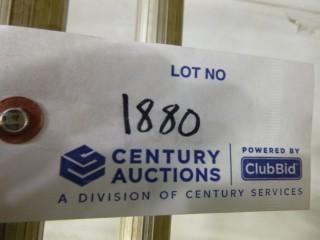 LOT NO
1880
CENTURY AUCTIONS
POWERED BY
ClubBid
A DIVISION OF CENTURY SERVICES